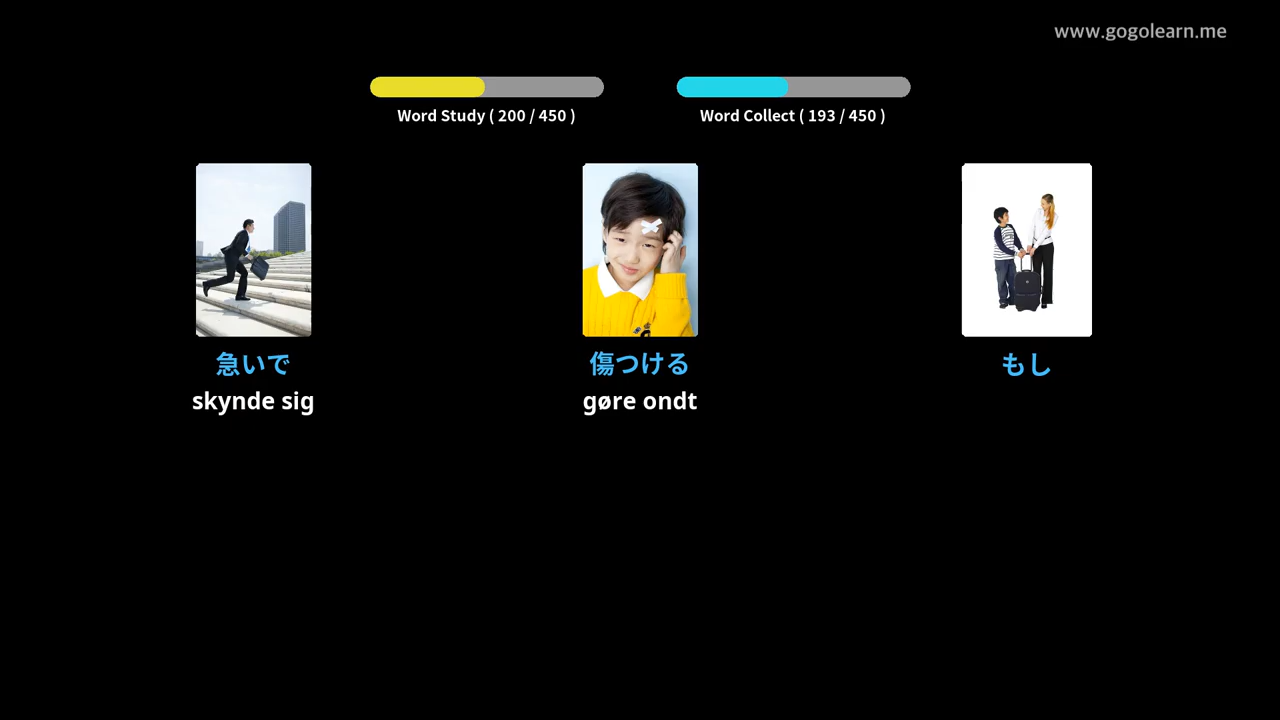 www.gogolearn.me
Word Study ( 200 / 450 )
Word Collect ( 193 / 450 )
急いで
傷つける
もし
skynde sig
gøre ondt